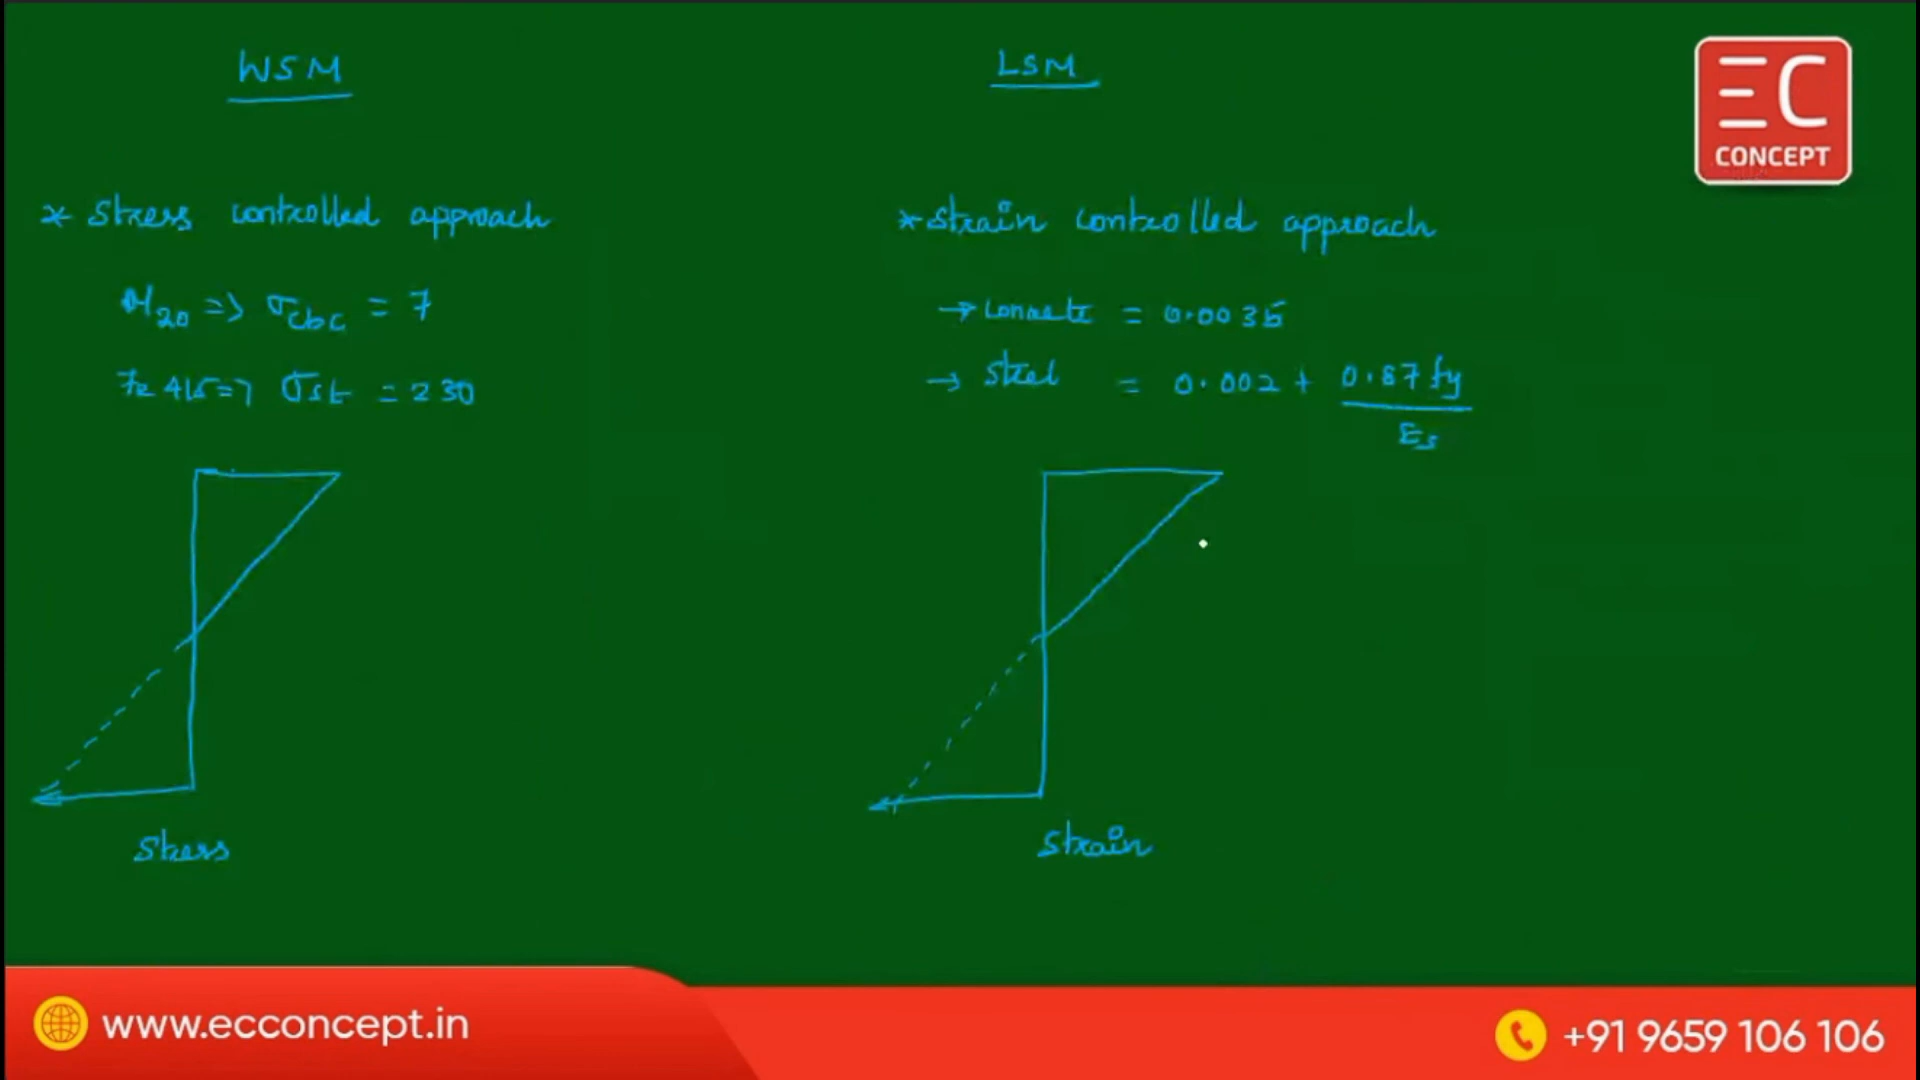 WSM
LSM
EC
CONCEPT
* Stress controlled approach
* Strain controlled approach
M20 => σcbc = 7
→ Concrete = 0.0035
Fe 415 => σst = 230
→ Steel = 0.002 + 0.87 fy / Es
Stress
Strain
www.ecconcept.in
+91 9659 106 106